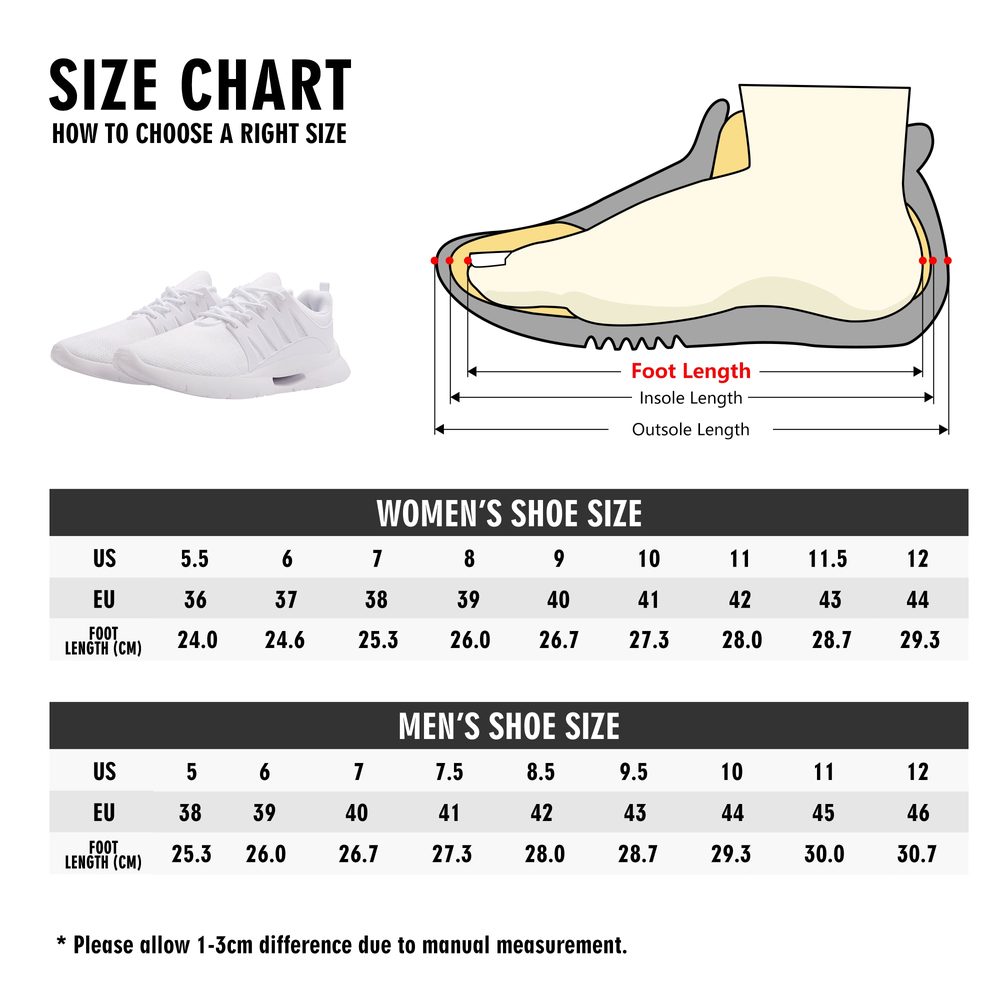 SIZE CHART
HOW TO CHOOSE A RIGHT SIZE
Foot Length
Insole Length
Outsole Length
WOMEN'S SHOE SIZE
US 5.5 6 7 8 9 10 11 11.5 12
EU 36 37 38 39 40 41 42 43 44
FOOT
LENGTH (CM) 24.0 24.6 25.3 26.0 26.7 27.3 28.0 28.7 29.3
MEN'S SHOE SIZE
US 5 6 7 7.5 8.5 9.5 10 11 12
EU 38 39 40 41 42 43 44 45 46
FOOT
LENGTH (CM) 25.3 26.0 26.7 27.3 28.0 28.7 29.3 30.0 30.7
* Please allow 1-3cm difference due to manual measurement.